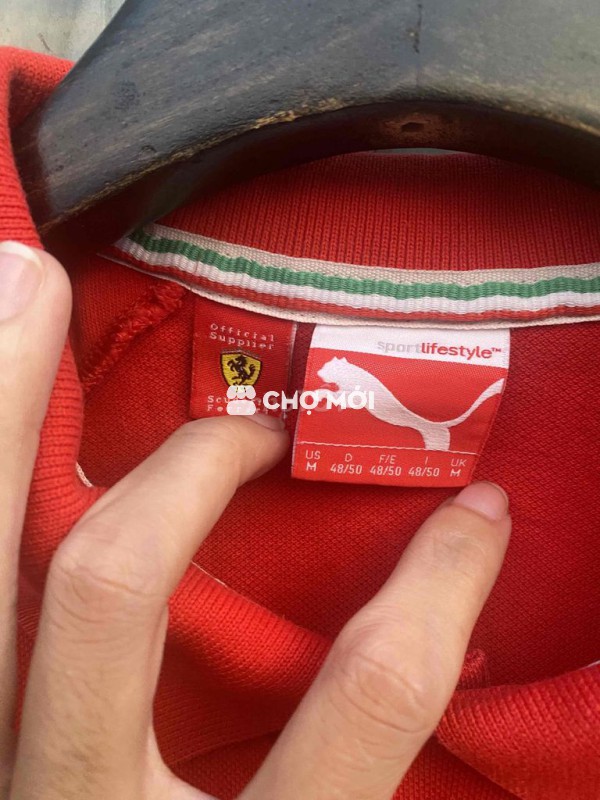 Official
Supplier
CHỢ MỚI
sportlifestyle™
US D F/E I UK
M 48/50 48/50 48/50 M